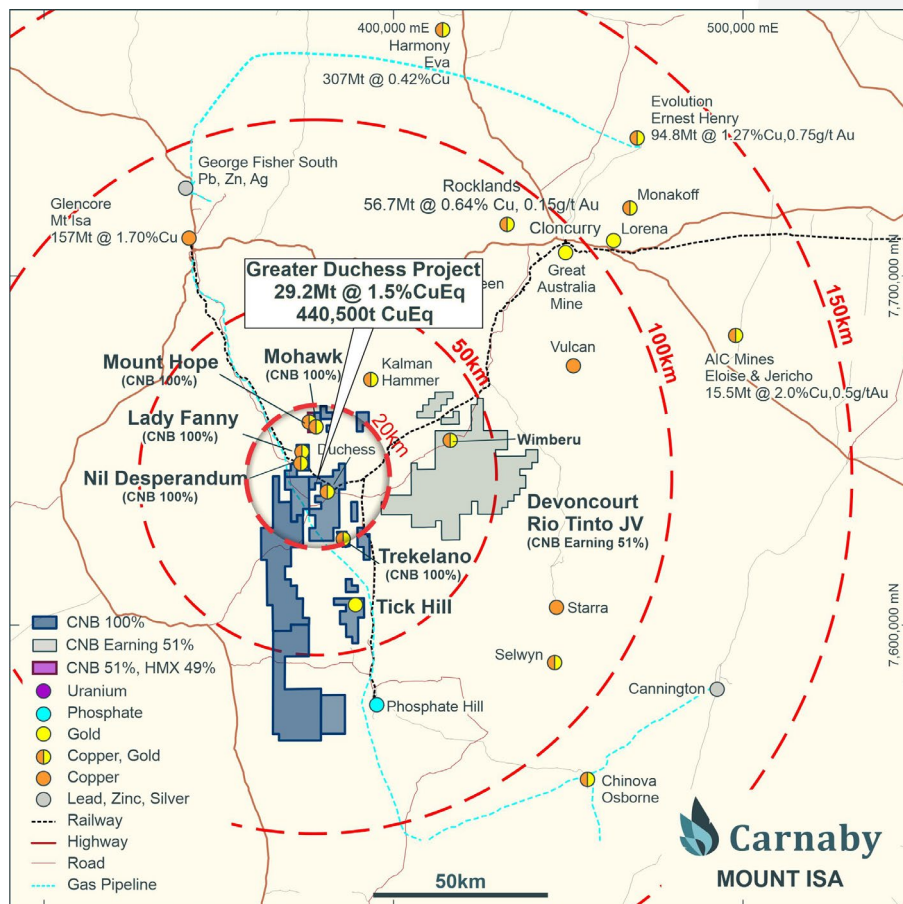 400,000 mE
500,000 mE
Harmony
Eva
307Mt @ 0.42%Cu
Evolution
Ernest Henry
94.8Mt @ 1.27%Cu,0.75g/t Au
George Fisher South
Pb, Zn, Ag
Glencore
Mt Isa
157Mt @ 1.70%Cu
Rocklands
56.7Mt @ 0.64% Cu, 0.15g/t Au
Monakoff
Cloncurry
Lorena
Greater Duchess Project
29.2Mt @ 1.5%CuEq
440,500t CuEq
een
Great
Australia
Mine
7,700,000 mN
150km
100km
50km
20km
Mount Hope
(CNB 100%)
Mohawk
(CNB 100%)
Kalman
Hammer
Vulcan
AIC Mines
Eloise & Jericho
15.5Mt @ 2.0%Cu,0.5g/tAu
Lady Fanny
(CNB 100%)
Duchess
Wimberu
Nil Desperandum
(CNB 100%)
Devoncourt
Rio Tinto JV
(CNB Earning 51%)
Trekelano
(CNB 100%)
Tick Hill
Starra
7,600,000 mN
Selwyn
Cannington
Phosphate Hill
Chinova
Osborne
CNB 100%
CNB Earning 51%
CNB 51%, HMX 49%
Uranium
Phosphate
Gold
Copper, Gold
Copper
Lead, Zinc, Silver
Railway
Highway
Road
Gas Pipeline
50km
Carnaby
MOUNT ISA